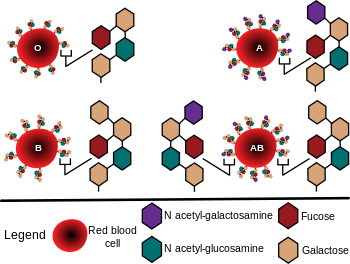 O
A
B
AB
Legend
Red blood
cell
N acetyl-galactosamine
Fucose
N acetyl-glucosamine
Galactose